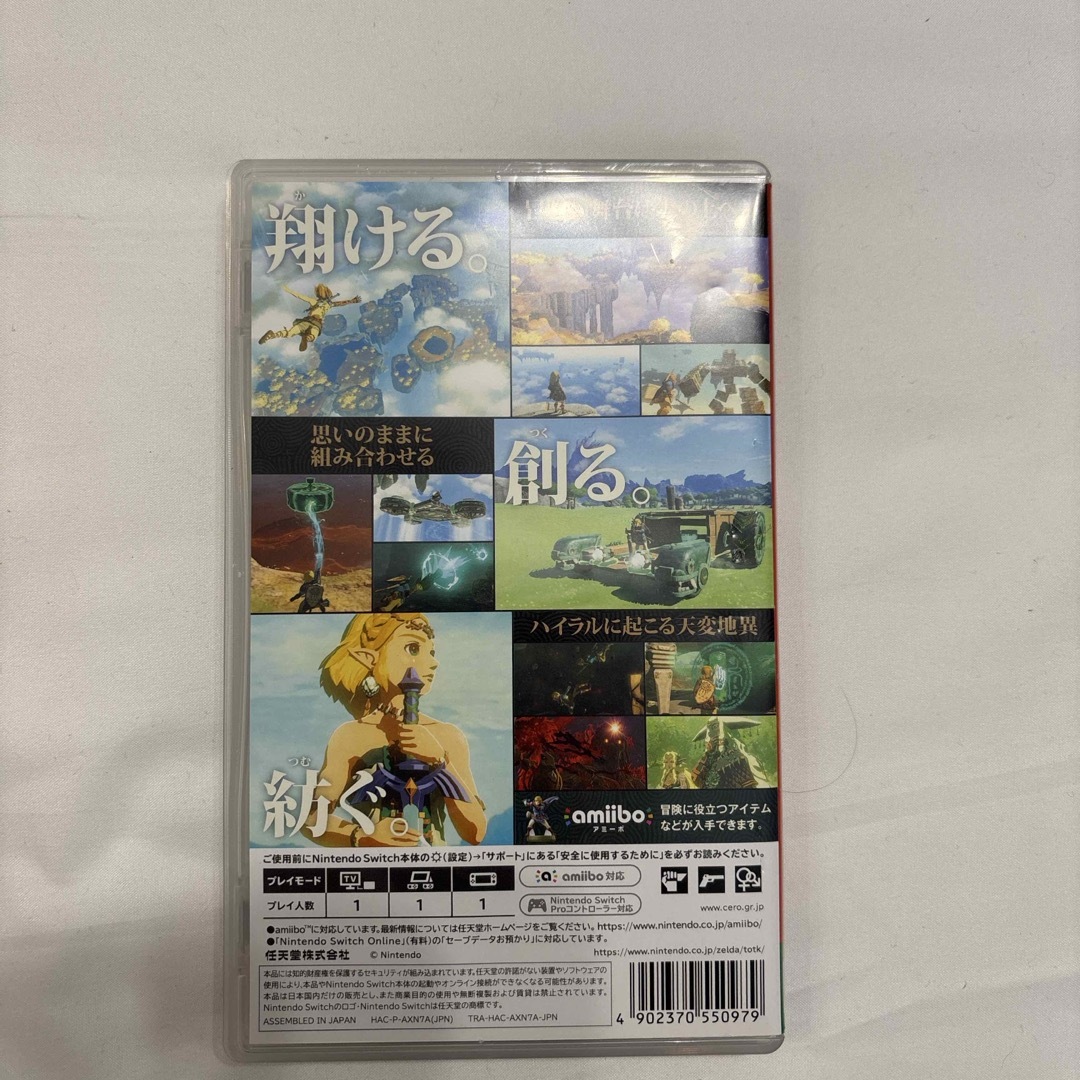 か
翔ける。
思いのままに
組み合わせる
つく
創る。
ハイラルに起こる天変地異
つむ
紡ぐ。
amiibo
アミーボ
冒険に役立つアイテム
などが入手できます。
ご使用前にNintendo Switch本体の(設定)→「サポート」にある「安全に使用するために」を必ずお読みください。
プレイモード TV
プレイ人数 1 1 1
amiibo 対応
Nintendo Switch
Proコントローラー対応
www.cero.gr.jp
●amiibo™に対応しています。最新情報については任天堂ホームページをご覧ください。https://www.nintendo.co.jp/amiibo/
●「Nintendo Switch Online」(有料)の「セーブデータお預かり」に対応しています。
任天堂株式会社 © Nintendo https://www.nintendo.co.jp/zelda/totk/
本品には知的財産権を保護するセキュリティが組み込まれています。任天堂の許諾がない装置やソフトウェアの
使用により、本品やNintendo Switch本体の起動やオンライン接続ができなくなる可能性があります。
本品は日本国内だけの販売とし、また商業目的の使用や無断複製および賃貸は禁止されています。
Nintendo Switchのロゴ・Nintendo Switchは任天堂の商標です。
ASSEMBLED IN JAPAN HAC-P-AXN7A(JPN) TRA-HAC-AXN7A-JPN
4 902370 550979